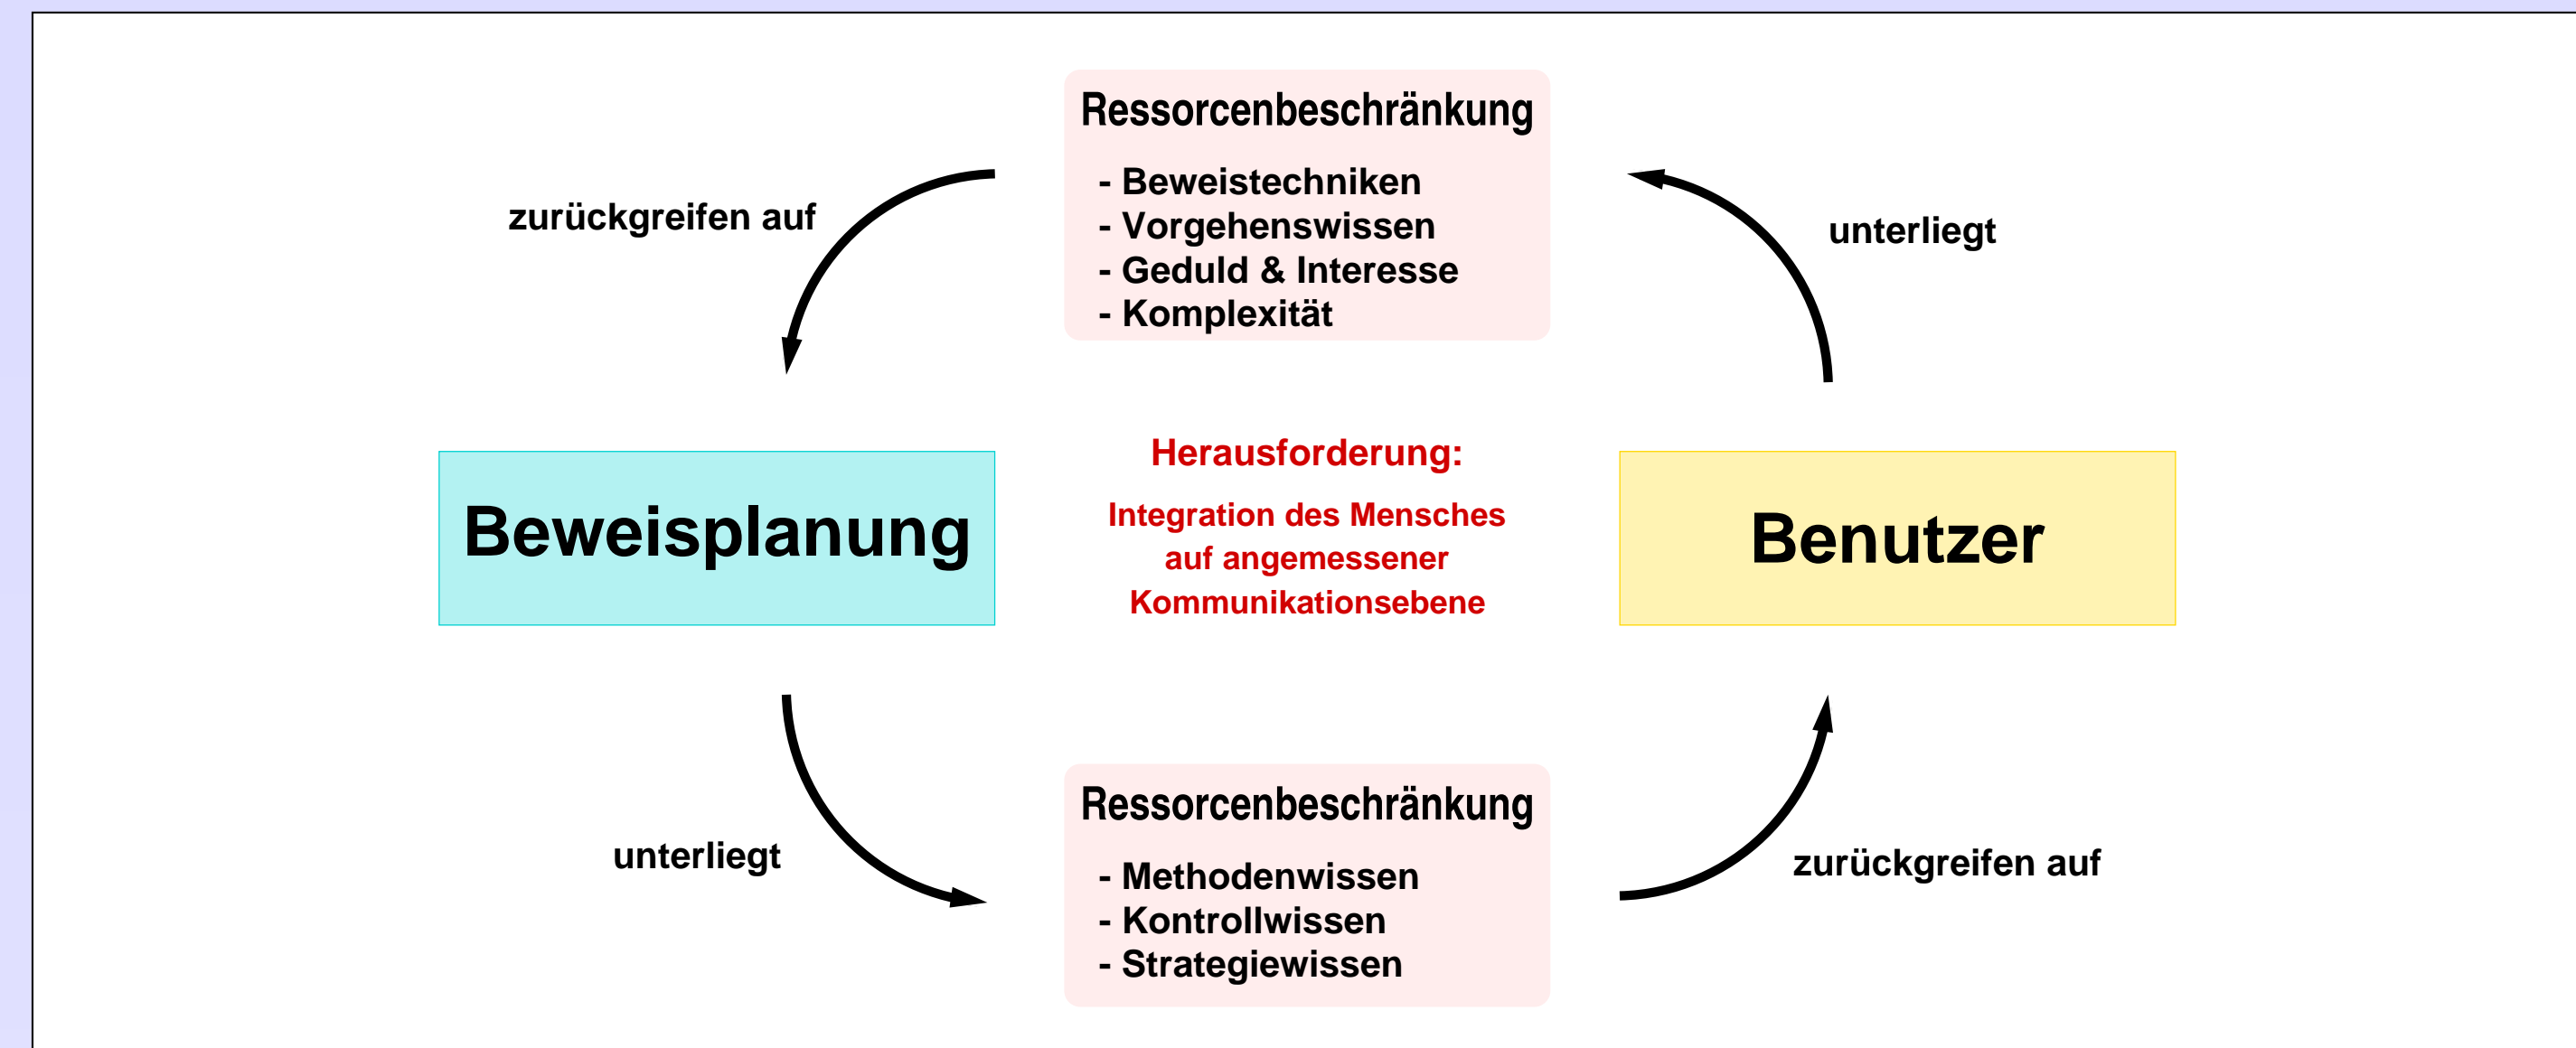 Ressorcenbeschränkung
- Beweistechniken
- Vorgehenswissen
- Geduld & Interesse
- Komplexität
zurückgreifen auf
unterliegt
Beweisplanung
Herausforderung:
Integration des Mensches
auf angemessener
Kommunikationsebene
Benutzer
unterliegt
Ressorcenbeschränkung
- Methodenwissen
- Kontrollwissen
- Strategiewissen
zurückgreifen auf